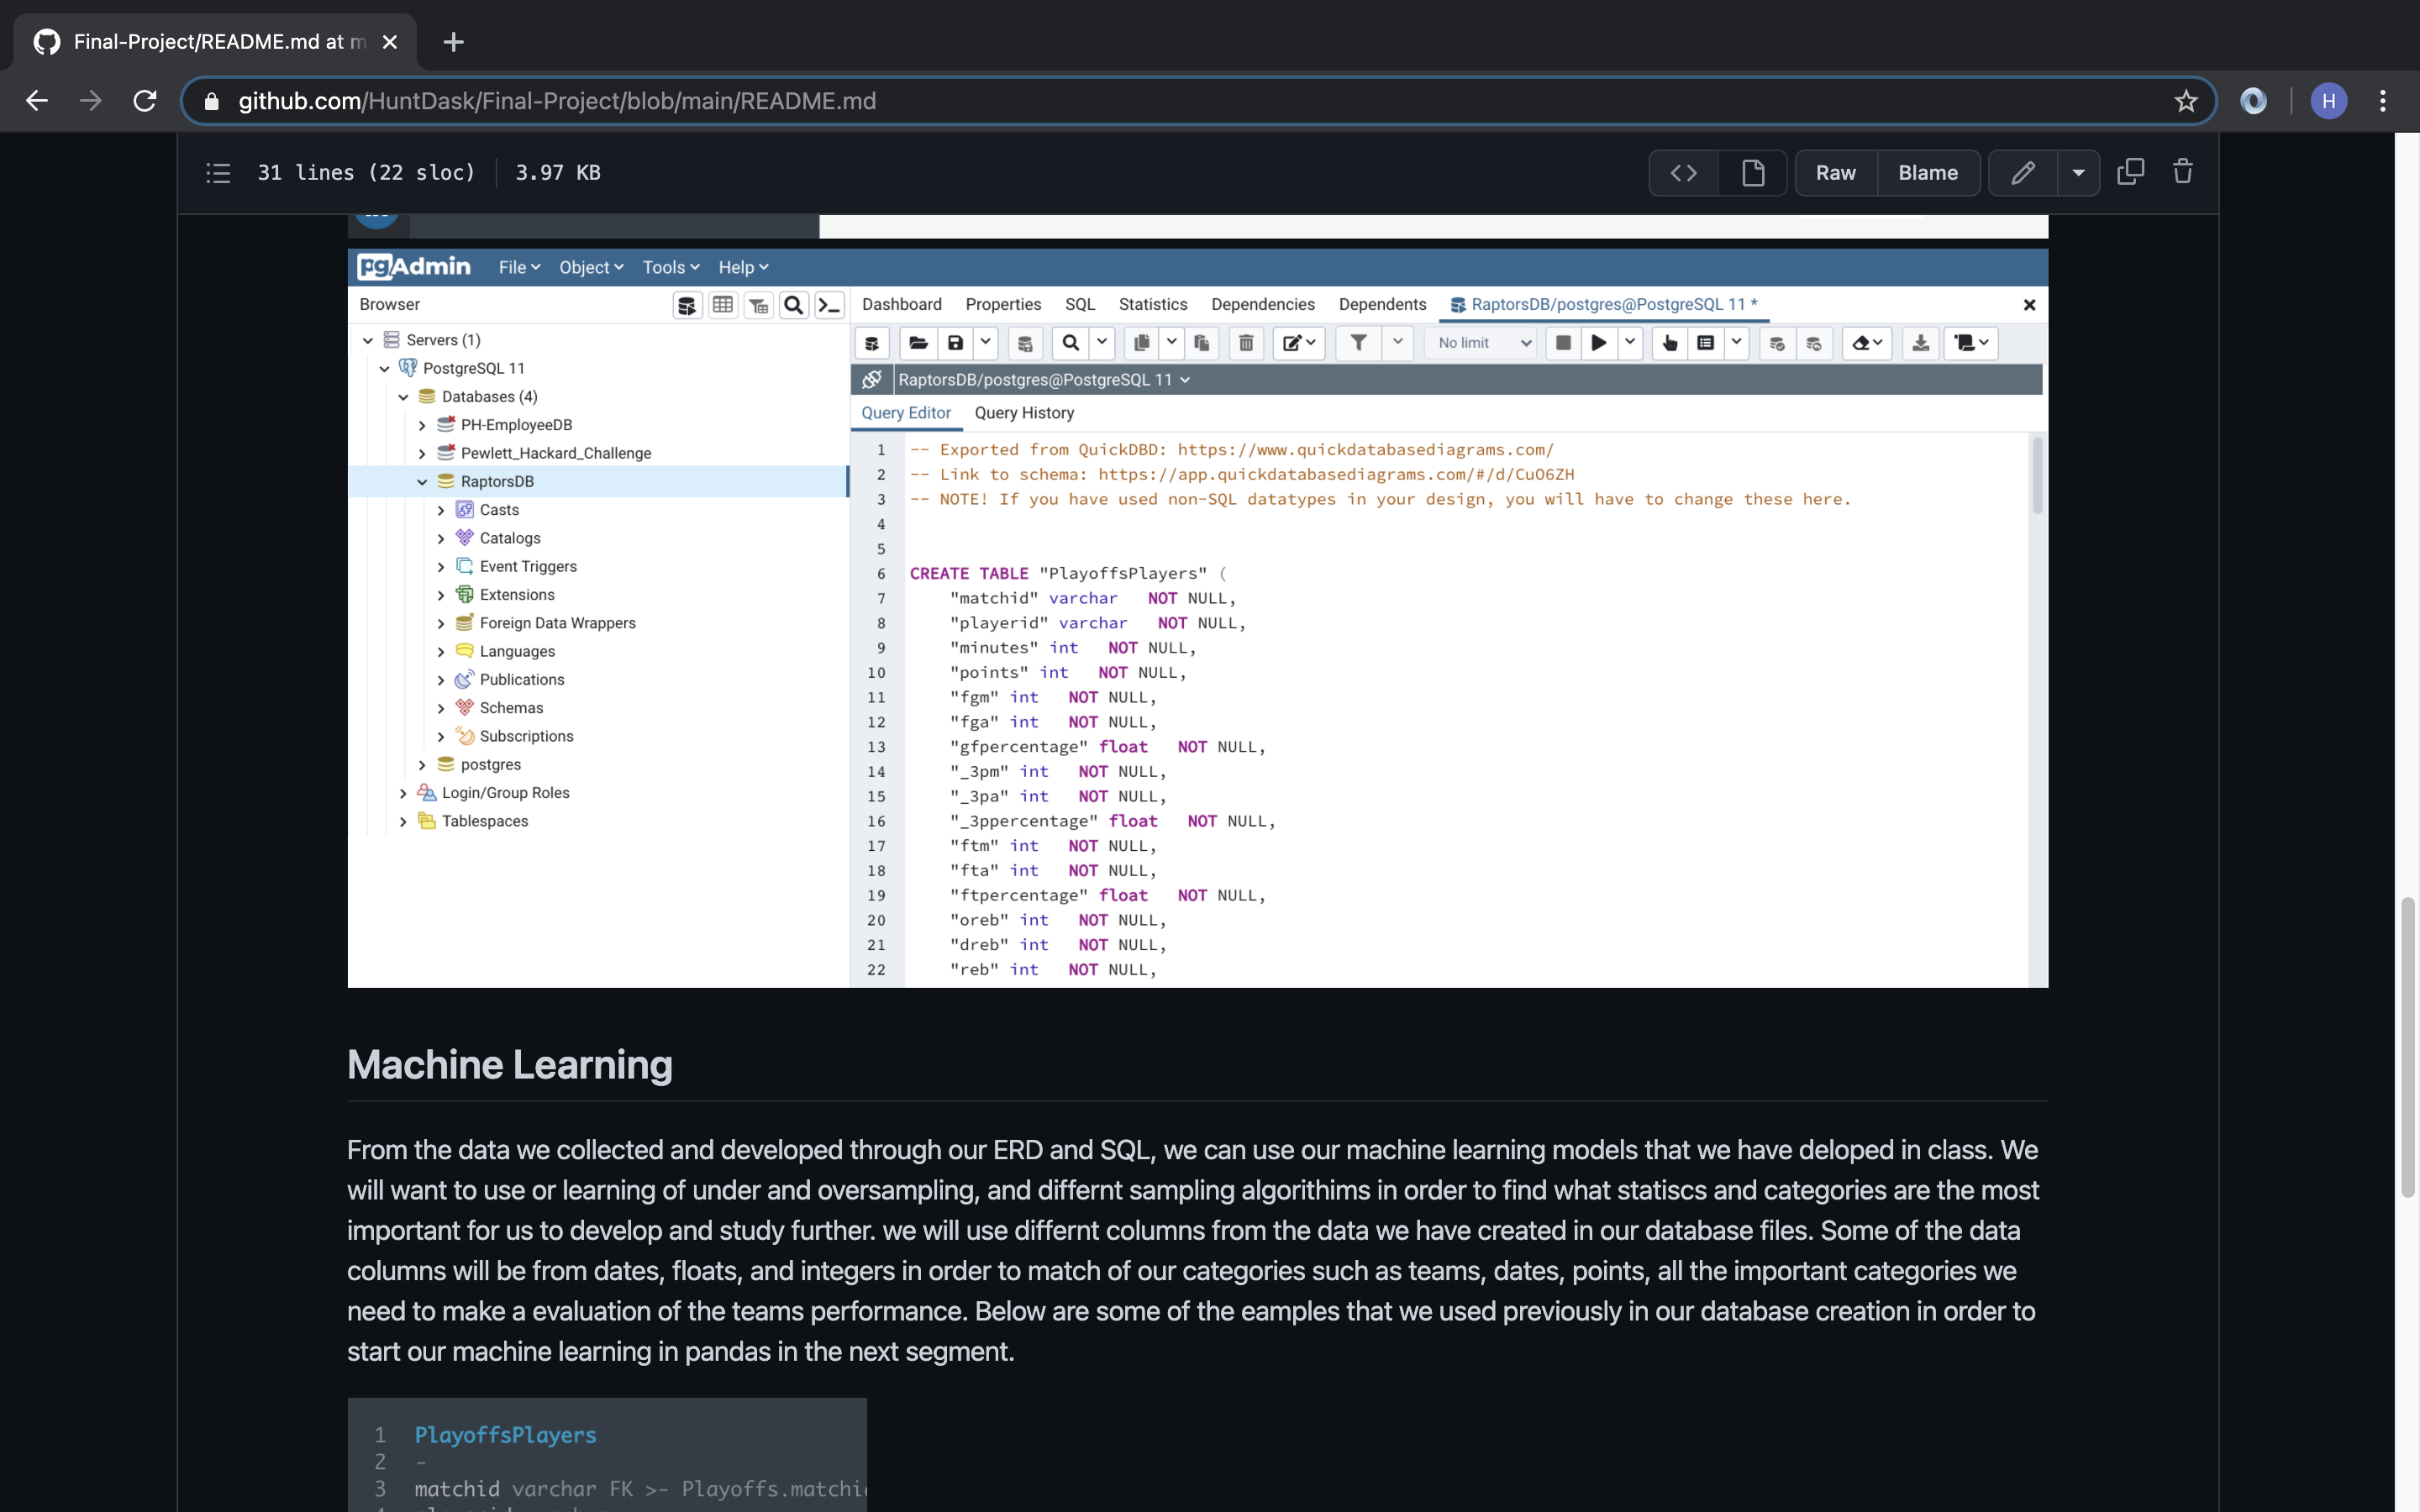 Final-Project/README.md at m
github.com/HuntDask/Final-Project/blob/main/README.md
H
31 lines (22 sloc) 3.97 KB
Raw Blame
pgAdmin File Object Tools Help
Browser
Dashboard Properties SQL Statistics Dependencies Dependents RaptorsDB/postgres@PostgreSQL 11 *
Servers (1)
PostgreSQL 11
Databases (4)
PH-EmployeeDB
Pewlett_Hackard_Challenge
RaptorsDB
Casts
Catalogs
Event Triggers
Extensions
Foreign Data Wrappers
Languages
Publications
Schemas
Subscriptions
postgres
Login/Group Roles
Tablespaces
No limit
RaptorsDB/postgres@PostgreSQL 11
Query Editor Query History
1 -- Exported from QuickDBD: https://www.quickdatabasediagrams.com/
2 -- Link to schema: https://app.quickdatabasediagrams.com/#/d/CuO6ZH
3 -- NOTE! If you have used non-SQL datatypes in your design, you will have to change these here.
4
5
6 CREATE TABLE "PlayoffsPlayers" (
7 "matchid" varchar NOT NULL,
8 "playerid" varchar NOT NULL,
9 "minutes" int NOT NULL,
10 "points" int NOT NULL,
11 "fgm" int NOT NULL,
12 "fga" int NOT NULL,
13 "gfpercentage" float NOT NULL,
14 "_3pm" int NOT NULL,
15 "_3pa" int NOT NULL,
16 "_3ppercentage" float NOT NULL,
17 "ftm" int NOT NULL,
18 "fta" int NOT NULL,
19 "ftpercentage" float NOT NULL,
20 "oreb" int NOT NULL,
21 "dreb" int NOT NULL,
22 "reb" int NOT NULL,
Machine Learning
From the data we collected and developed through our ERD and SQL, we can use our machine learning models that we have deloped in class. We
will want to use or learning of under and oversampling, and differnt sampling algorithims in order to find what statiscs and categories are the most
important for us to develop and study further. we will use differnt columns from the data we have created in our database files. Some of the data
columns will be from dates, floats, and integers in order to match of our categories such as teams, dates, points, all the important categories we
need to make a evaluation of the teams performance. Below are some of the eamples that we used previously in our database creation in order to
start our machine learning in pandas in the next segment.
1 PlayoffsPlayers
2 -
3 matchid varchar FK >- Playoffs.matchi